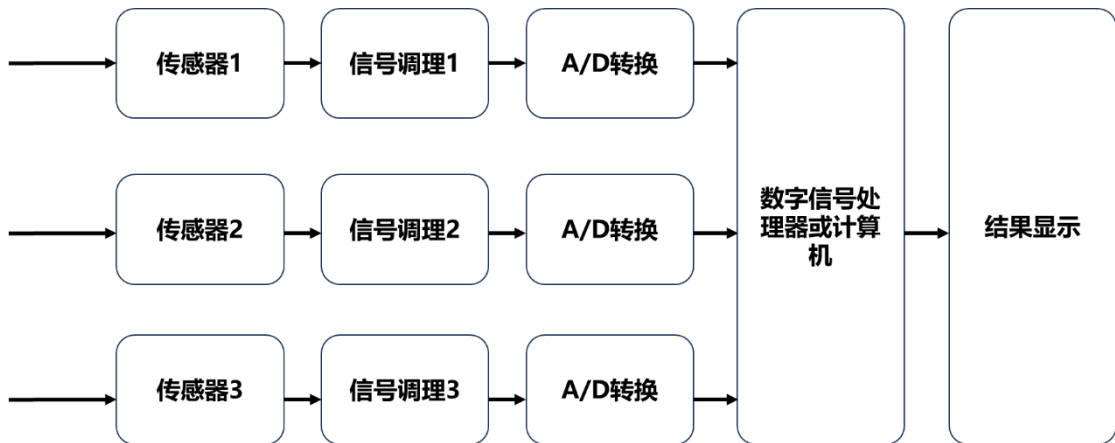 传感器1
信号调理1
A/D转换
传感器2
信号调理2
A/D转换
传感器3
信号调理3
A/D转换
数字信号处
理器或计算
机
结果显示